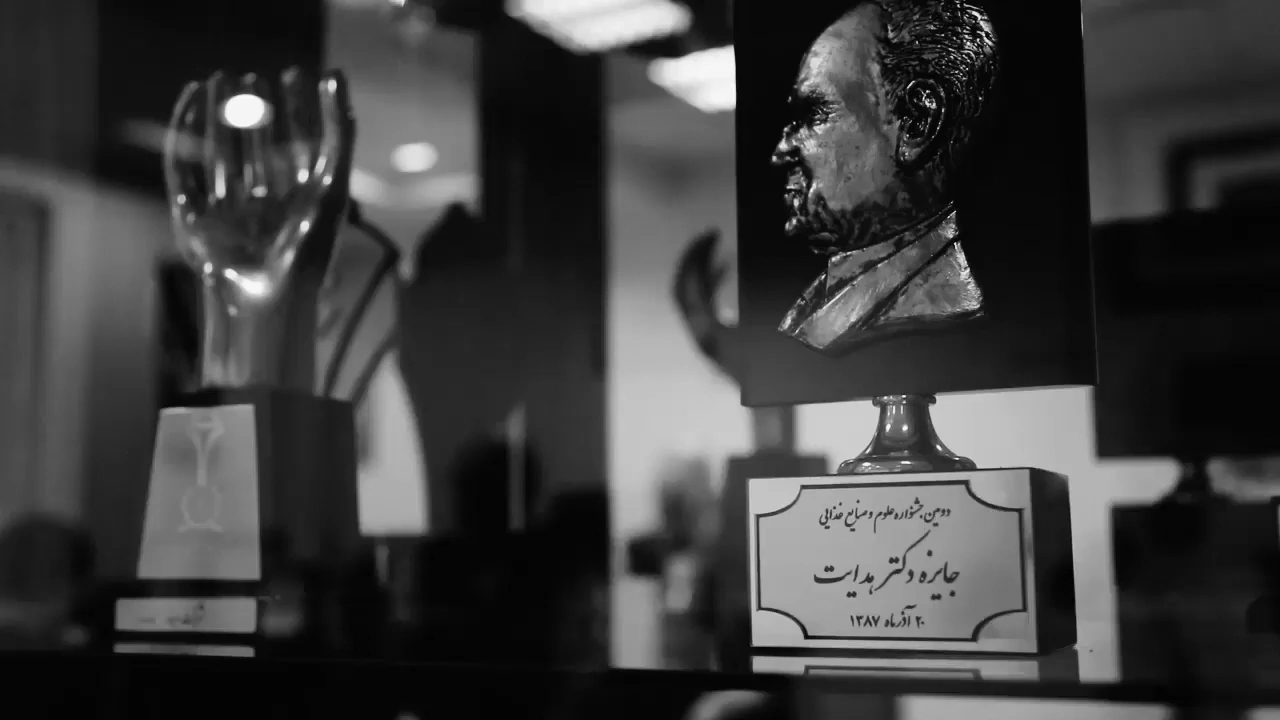 دومین جشنواره علوم و صنایع غذایی
جایزه دکتر هدایت
۲۰ آذرماه ۱۳۸۷